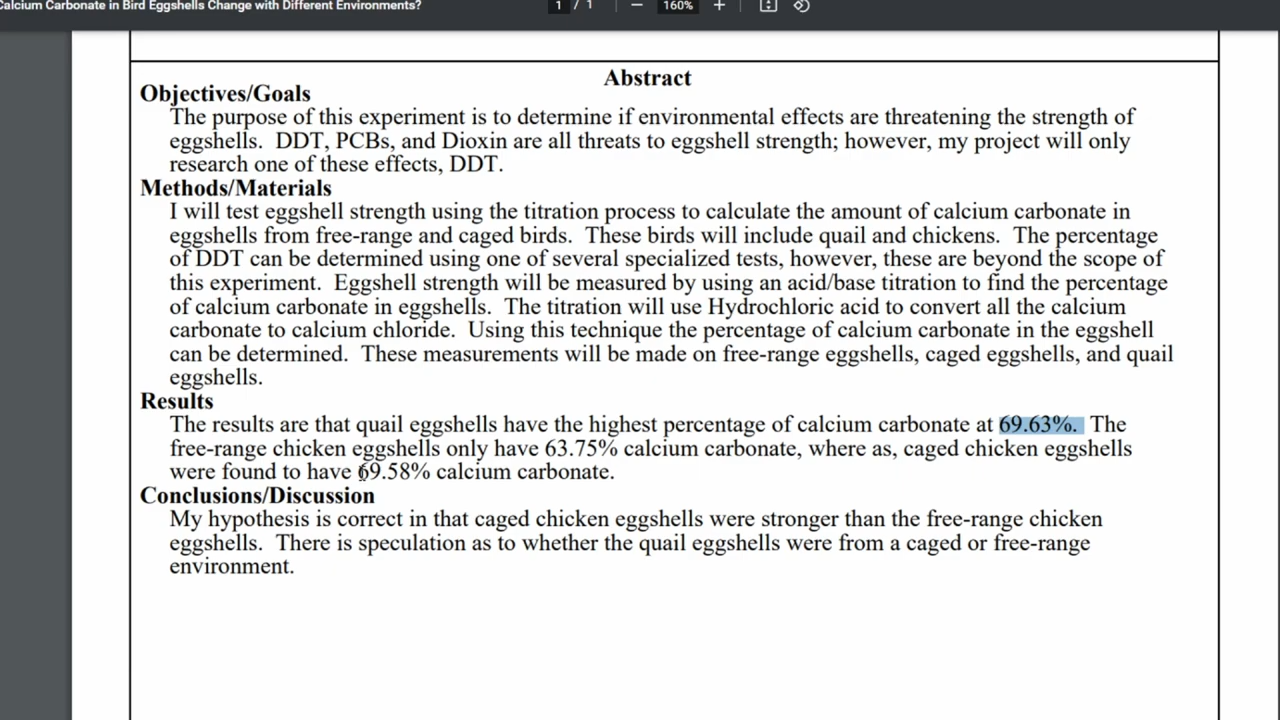 Calcium Carbonate in Bird Eggshells Change with Different Environments?
1 / 1
160%
Abstract
Objectives/Goals
The purpose of this experiment is to determine if environmental effects are threatening the strength of
eggshells. DDT, PCBs, and Dioxin are all threats to eggshell strength; however, my project will only
research one of these effects, DDT.
Methods/Materials
I will test eggshell strength using the titration process to calculate the amount of calcium carbonate in
eggshells from free-range and caged birds. These birds will include quail and chickens. The percentage
of DDT can be determined using one of several specialized tests, however, these are beyond the scope of
this experiment. Eggshell strength will be measured by using an acid/base titration to find the percentage
of calcium carbonate in eggshells. The titration will use Hydrochloric acid to convert all the calcium
carbonate to calcium chloride. Using this technique the percentage of calcium carbonate in the eggshell
can be determined. These measurements will be made on free-range eggshells, caged eggshells, and quail
eggshells.
Results
The results are that quail eggshells have the highest percentage of calcium carbonate at 69.63%. The
free-range chicken eggshells only have 63.75% calcium carbonate, where as, caged chicken eggshells
were found to have 69.58% calcium carbonate.
Conclusions/Discussion
My hypothesis is correct in that caged chicken eggshells were stronger than the free-range chicken
eggshells. There is speculation as to whether the quail eggshells were from a caged or free-range
environment.